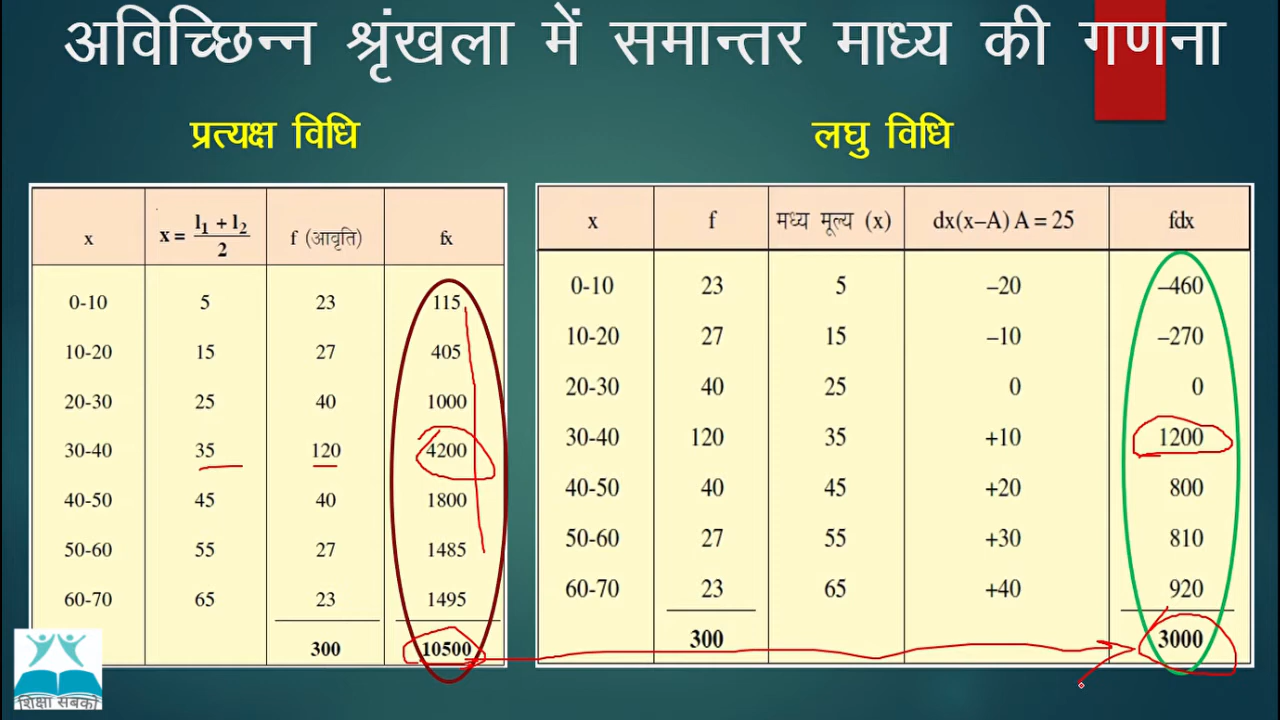 अविच्छिन्न श्रृंखला में समान्तर माध्य की गणना
प्रत्यक्ष विधि
x x = l₁ + l₂ / 2 f (आवृति) fx
0-10 5 23 115
10-20 15 27 405
20-30 25 40 1000
30-40 35 120 4200
40-50 45 40 1800
50-60 55 27 1485
60-70 65 23 1495
300 10500
लघु विधि
x f मध्य मूल्य (x) dx(x–A) A = 25 fdx
0-10 23 5 –20 –460
10-20 27 15 –10 –270
20-30 40 25 0 0
30-40 120 35 +10 1200
40-50 40 45 +20 800
50-60 27 55 +30 810
60-70 23 65 +40 920
300 3000
शिक्षा सबको